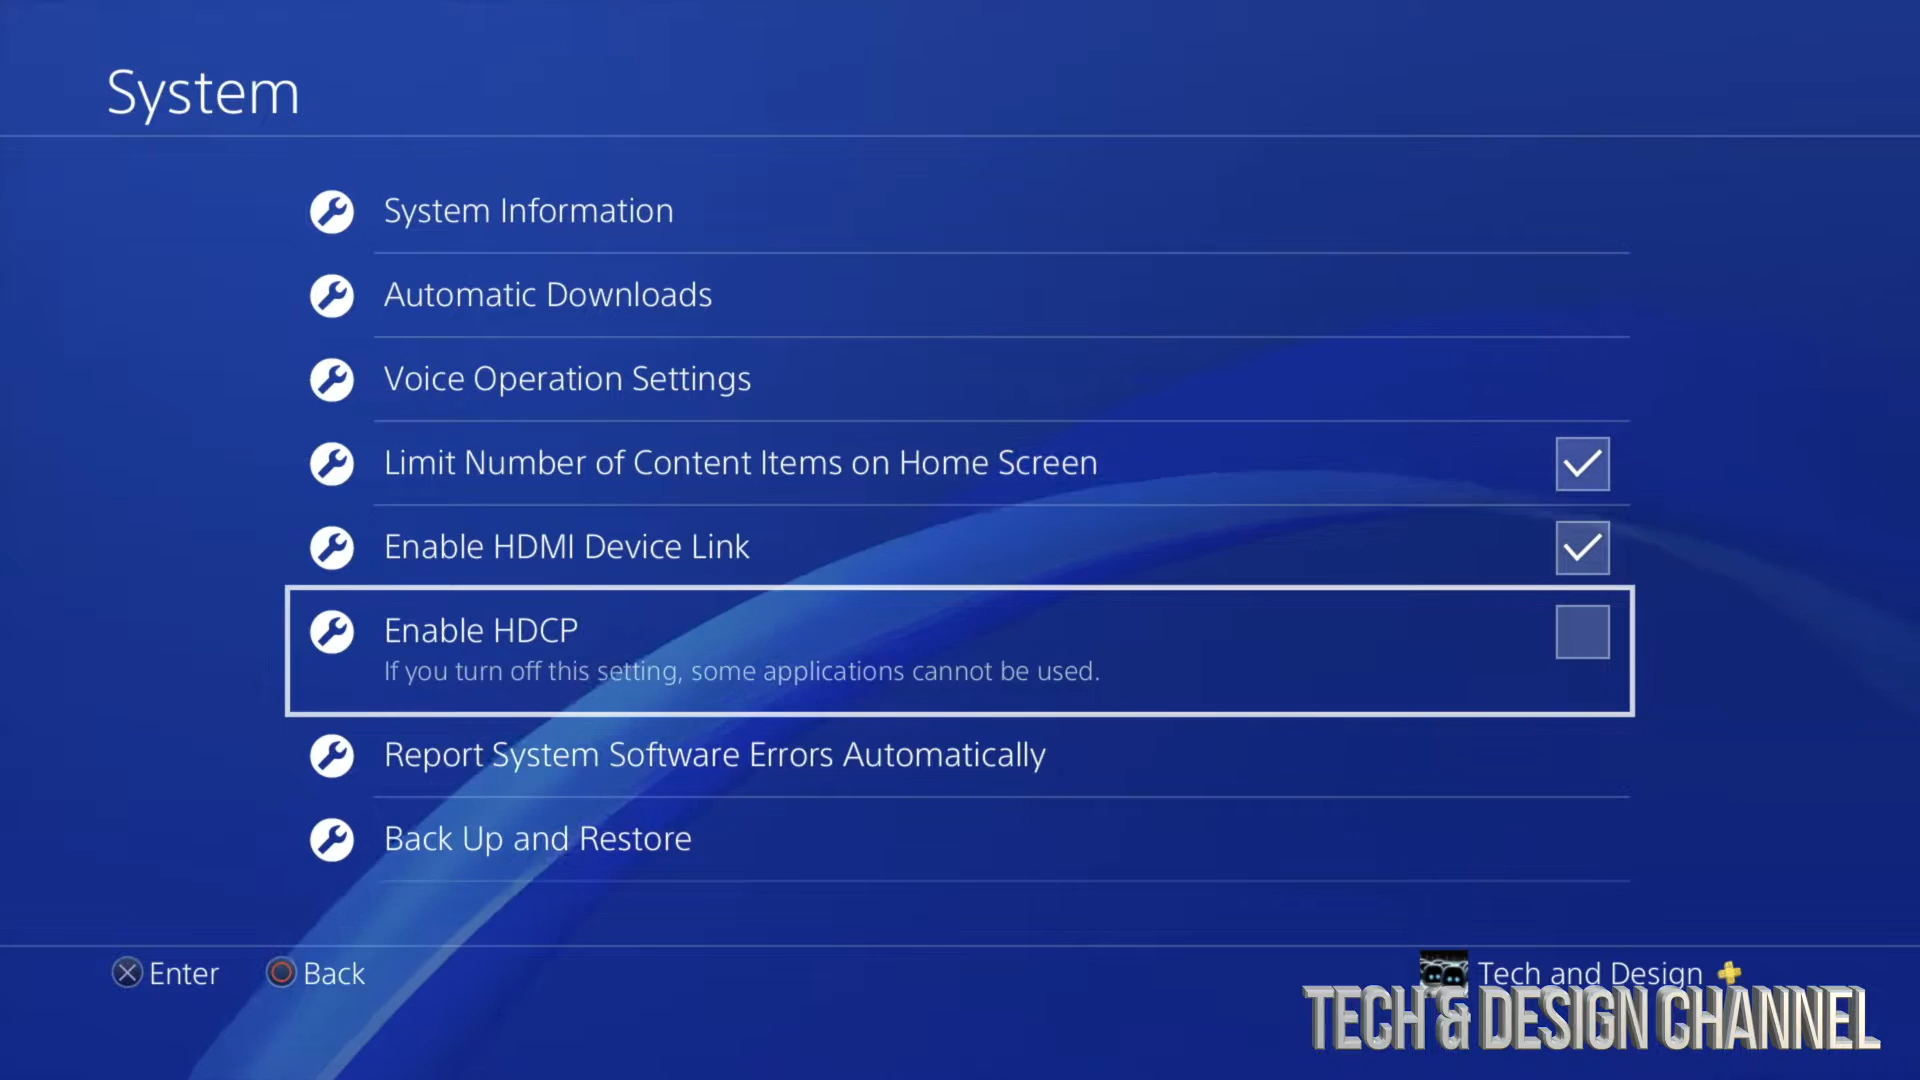 System
System Information
Automatic Downloads
Voice Operation Settings
Limit Number of Content Items on Home Screen
Enable HDMI Device Link
Enable HDCP
If you turn off this setting, some applications cannot be used.
Report System Software Errors Automatically
Back Up and Restore
Enter Back Tech and Design
TECH & DESIGN CHANNEL